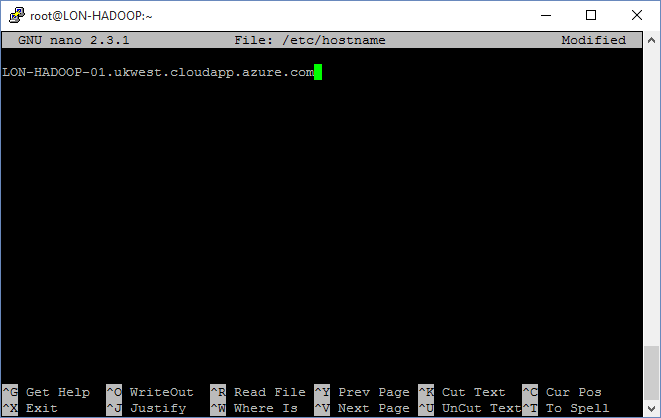 root@LON-HADOOP:~
GNU nano 2.3.1 File: /etc/hostname Modified
LON-HADOOP-01.ukwest.cloudapp.azure.com
^G Get Help ^O WriteOut ^R Read File ^Y Prev Page ^K Cut Text ^C Cur Pos
^X Exit ^J Justify ^W Where Is ^V Next Page ^U UnCut Text^T To Spell